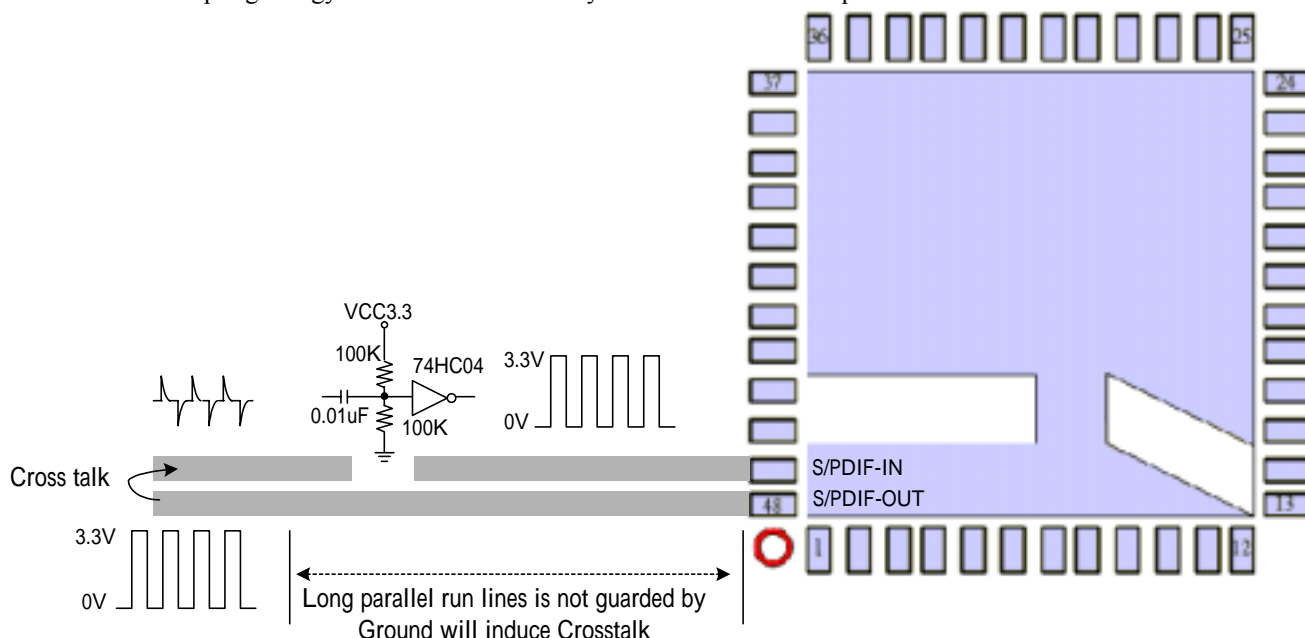 36
25
37
24
VCC3.3
100K
74HC04
3.3V
0.01uF
100K
0V
Cross talk
S/PDIF-IN
S/PDIF-OUT
48
13
3.3V
1
12
0V
Long parallel run lines is not guarded by
Ground will induce Crosstalk